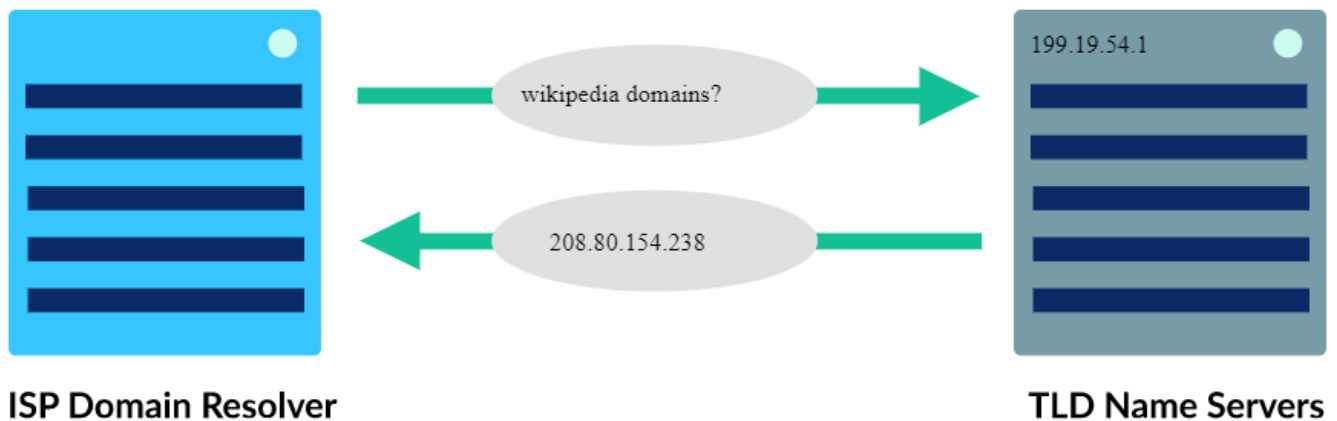 199.19.54.1
wikipedia domains?
208.80.154.238
ISP Domain Resolver
TLD Name Servers